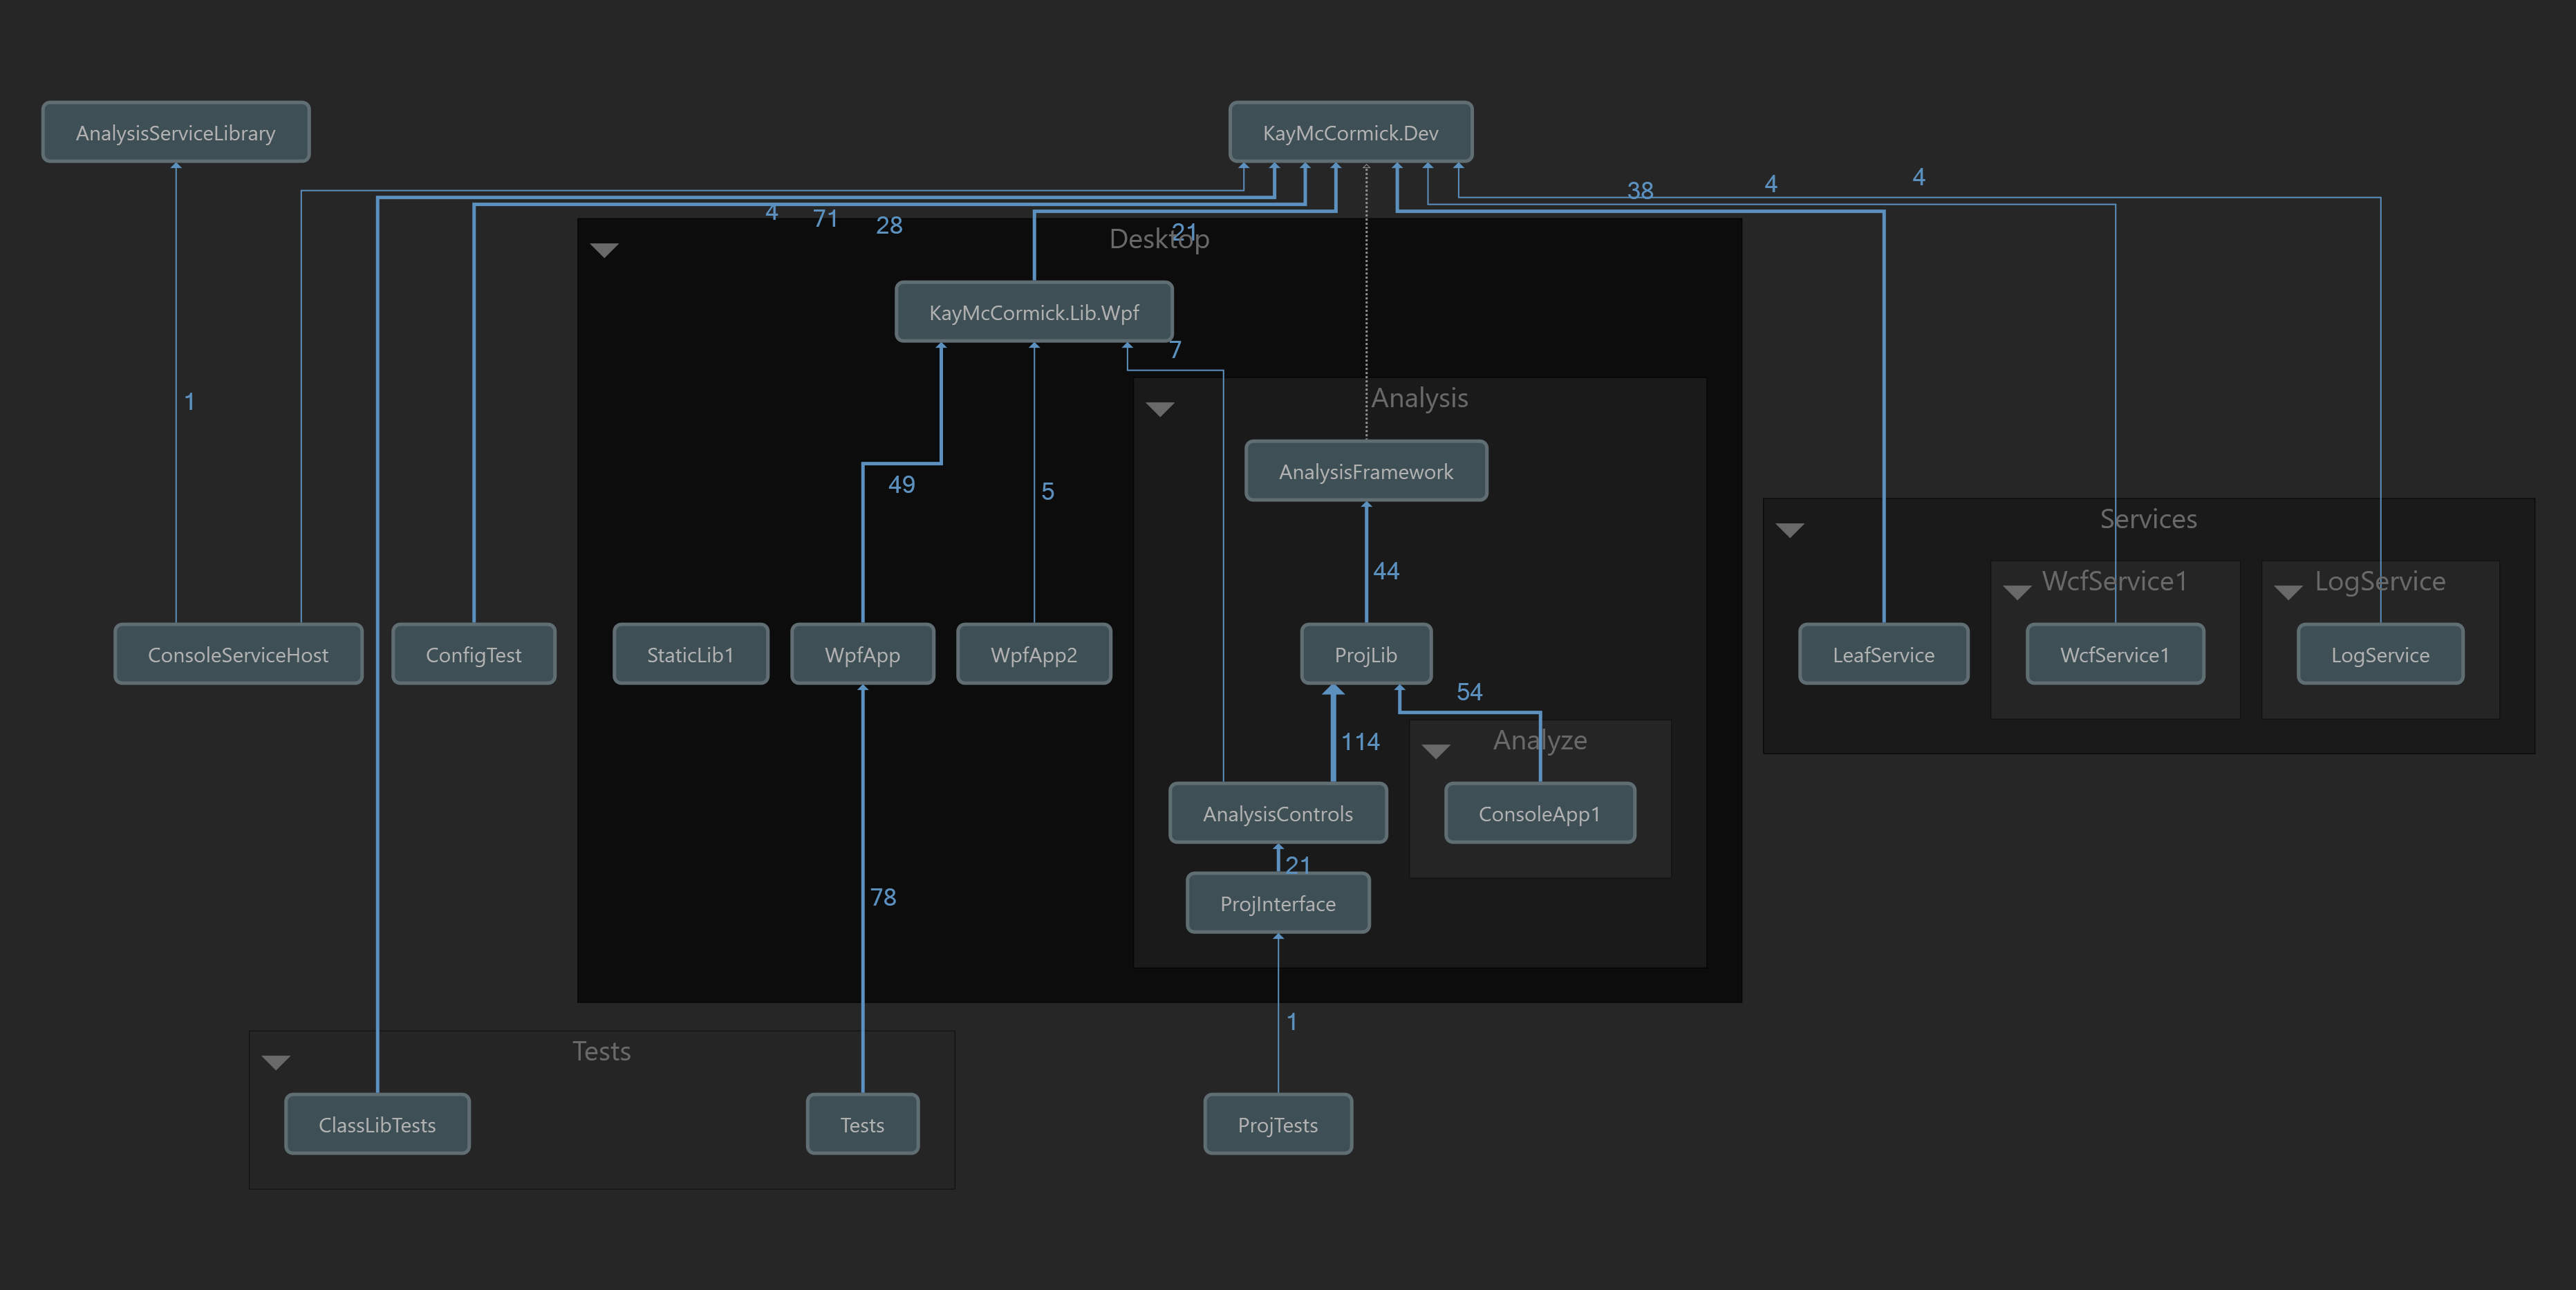 AnalysisServiceLibrary
KayMcCormick.Dev
4
71
28
21
38
4
4
Desktop
KayMcCormick.Lib.Wpf
7
1
49
5
Analysis
AnalysisFramework
44
Services
WcfService1
LogService
ConsoleServiceHost
ConfigTest
StaticLib1
WpfApp
WpfApp2
ProjLib
LeafService
WcfService1
LogService
54
114
Analyze
AnalysisControls
ConsoleApp1
21
78
ProjInterface
1
Tests
ClassLibTests
Tests
ProjTests